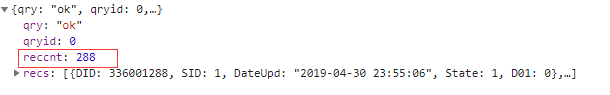 ▼{qry: "ok", qryid: 0,…}
qry: "ok"
qryid: 0
reccnt: 288
▶recs: [{DID: 336001288, SID: 1, DateUpd: "2019-04-30 23:55:06", State: 1, D01: 0},…]